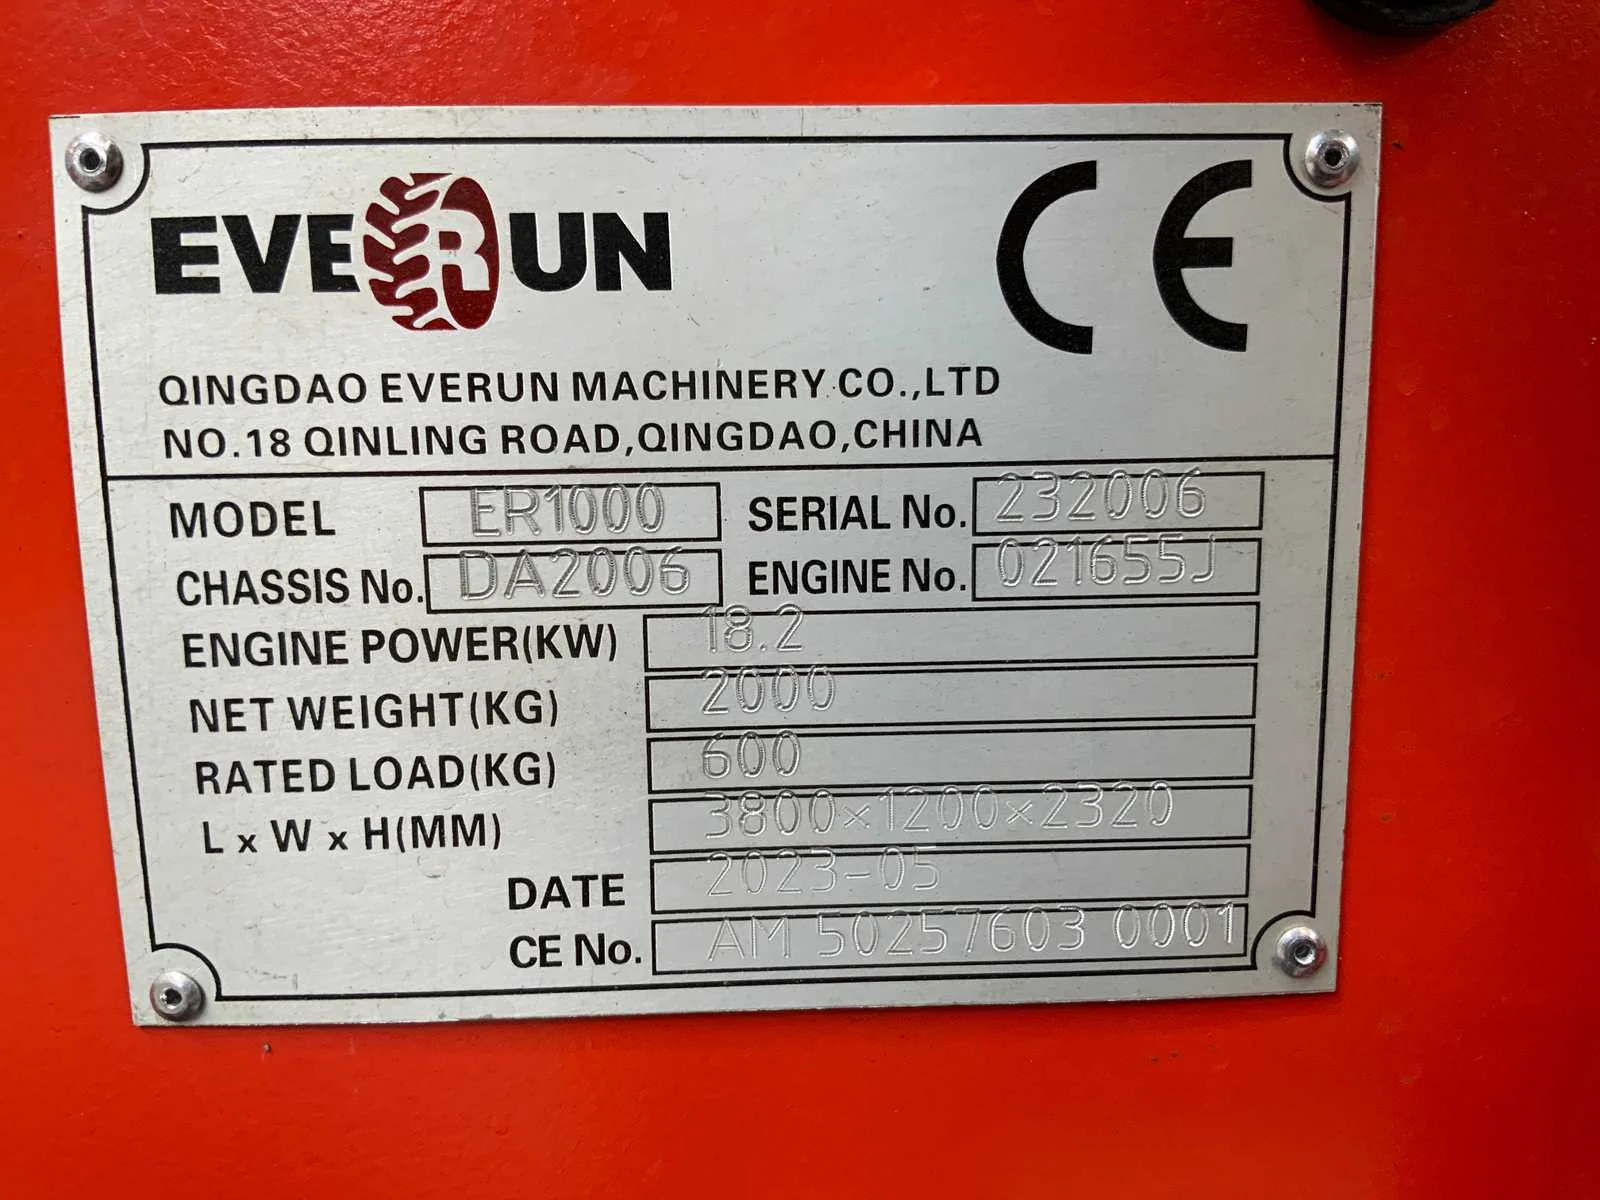 EVERUN CE
QINGDAO EVERUN MACHINERY CO.,LTD
NO.18 QINLING ROAD,QINGDAO,CHINA
MODEL ER1000 SERIAL No. 232006
CHASSIS No. DA2006 ENGINE No. 021655J
ENGINE POWER(KW) 18.2
NET WEIGHT(KG) 2000
RATED LOAD(KG) 600
L x W x H(MM) 3800×1200×2320
DATE 2023-05
CE No. AM 50257603 0001